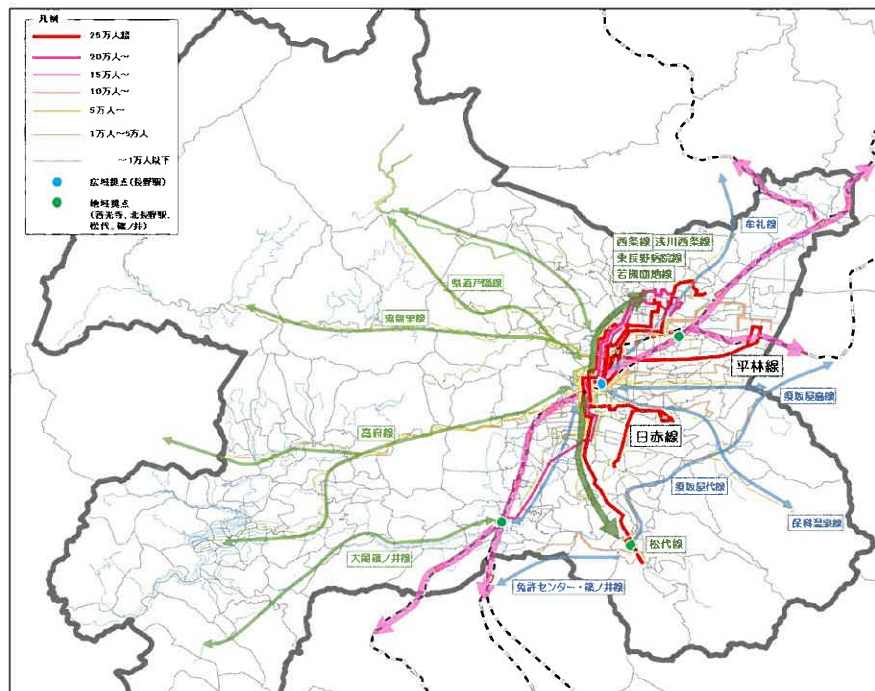 凡例
25万人超
20万人～
15万人～
10万人～
5万人～
1万人～5万人
～1万人以下
広域拠点(長野駅)
地域拠点
(善光寺、北長野駅、
松代、篠ノ井)
牟礼線
西条線 浅川西条線
東長野病院線
若槻団地線
県道戸隠線
鬼無里線
平林線
須坂屋島線
高府線
日赤線
須坂屋代線
保科温泉線
松代線
大岡篠ノ井線
免許センター・篠ノ井線